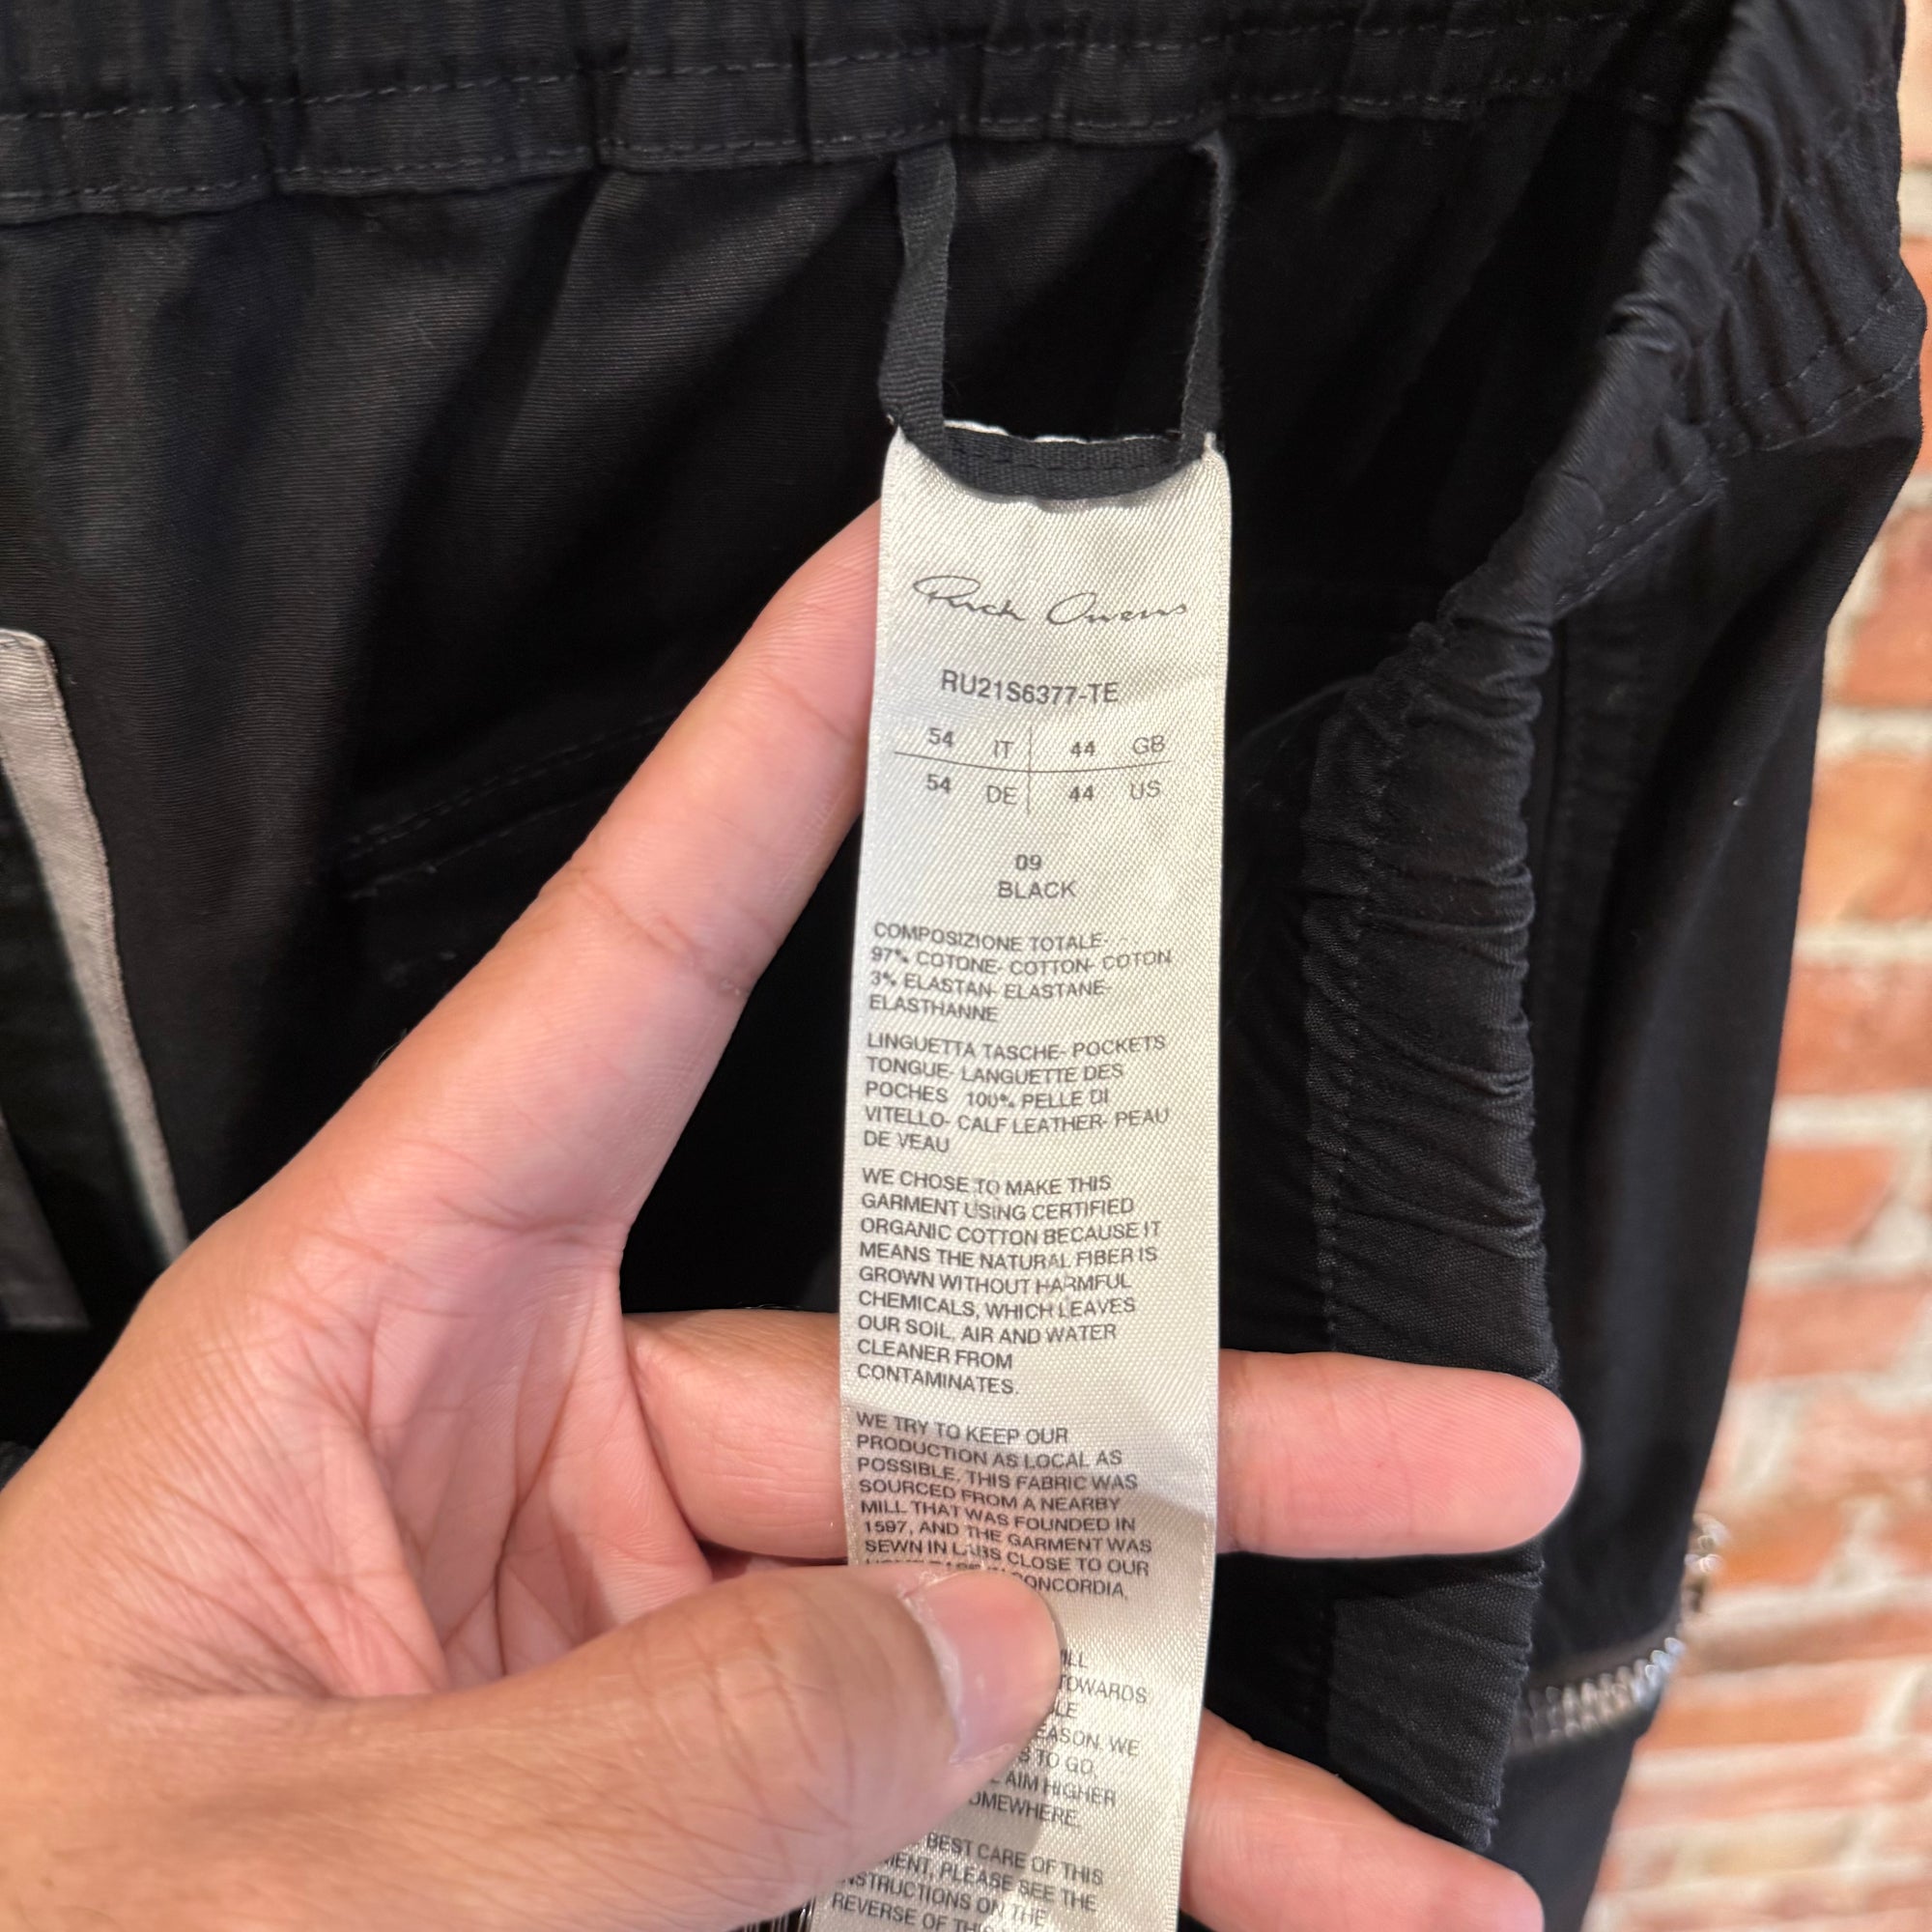 Rick Owens
RU21S6377-TE
54 IT 44 GB
54 DE 44 US
09
BLACK
COMPOSIZIONE TOTALE-
97% COTONE- COTTON- COTON
3% ELASTAN- ELASTANE-
ELASTHANNE
LINGUETTA TASCHE- POCKETS
TONGUE- LANGUETTE DES
POCHES 100% PELLE DI
VITELLO- CALF LEATHER- PEAU
DE VEAU
WE CHOSE TO MAKE THIS
GARMENT USING CERTIFIED
ORGANIC COTTON BECAUSE IT
MEANS THE NATURAL FIBER IS
GROWN WITHOUT HARMFUL
CHEMICALS, WHICH LEAVES
OUR SOIL, AIR AND WATER
CLEANER FROM
CONTAMINATES.
WE TRY TO KEEP OUR
PRODUCTION AS LOCAL AS
POSSIBLE. THIS FABRIC WAS
SOURCED FROM A NEARBY
MILL THAT WAS FOUNDED IN
1597, AND THE GARMENT WAS
SEWN IN LABS CLOSE TO OUR
CONCORDIA,
TOWARDS
WE
TO GO,
AIM HIGHER
BEST CARE OF THIS
PLEASE SEE THE
ON THE
REVERSE OF